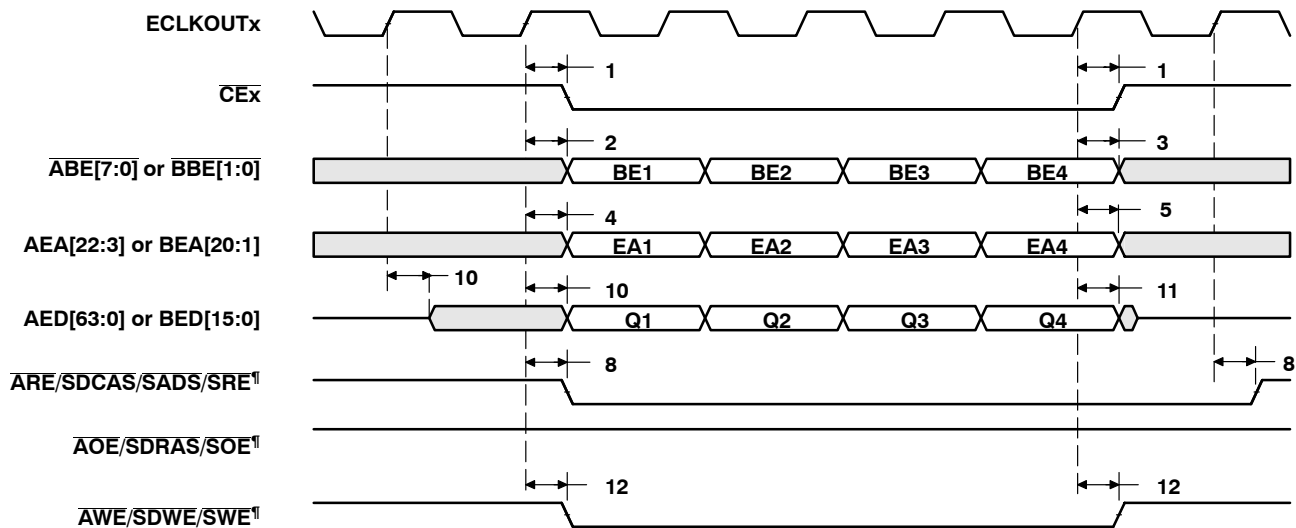 ECLKOUTx
1 1
CEx
2 3
ABE[7:0] or BBE[1:0] BE1 BE2 BE3 BE4
4 5
AEA[22:3] or BEA[20:1] EA1 EA2 EA3 EA4
10 10 11
AED[63:0] or BED[15:0] Q1 Q2 Q3 Q4
8 8
ARE/SDCAS/SADS/SRE¶
AOE/SDRAS/SOE¶
12 12
AWE/SDWE/SWE¶